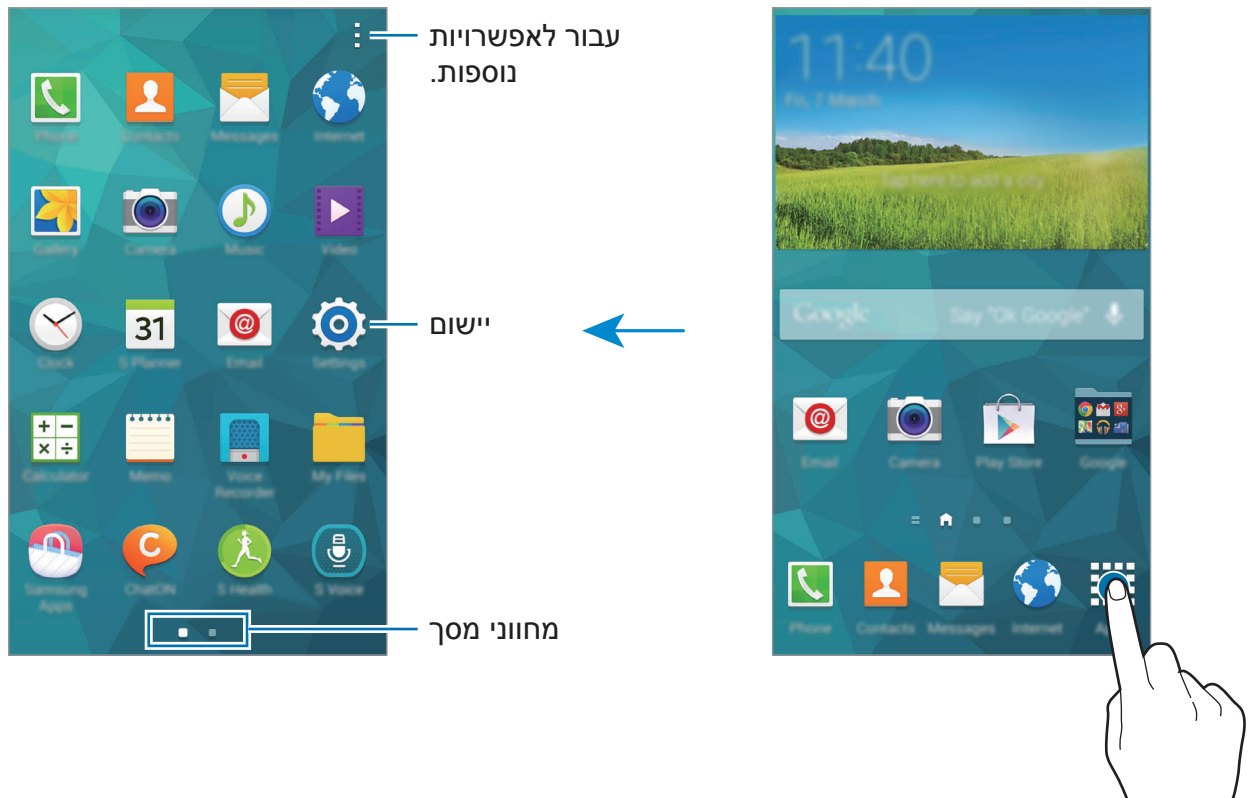 עבור לאפשרויות
נוספות.
יישום
מחווני מסך
Phone Contacts Messages Internet
Gallery Camera Music Video
31
Clock S Planner Email Settings
Calculator Memo Voice Recorder My Files
Samsung Apps ChatON S Health S Voice
11:40
Fri, 7 March
Tap here to add a city
Google Say "Ok Google"
Email Camera Play Store Google
Phone Contacts Messages Internet